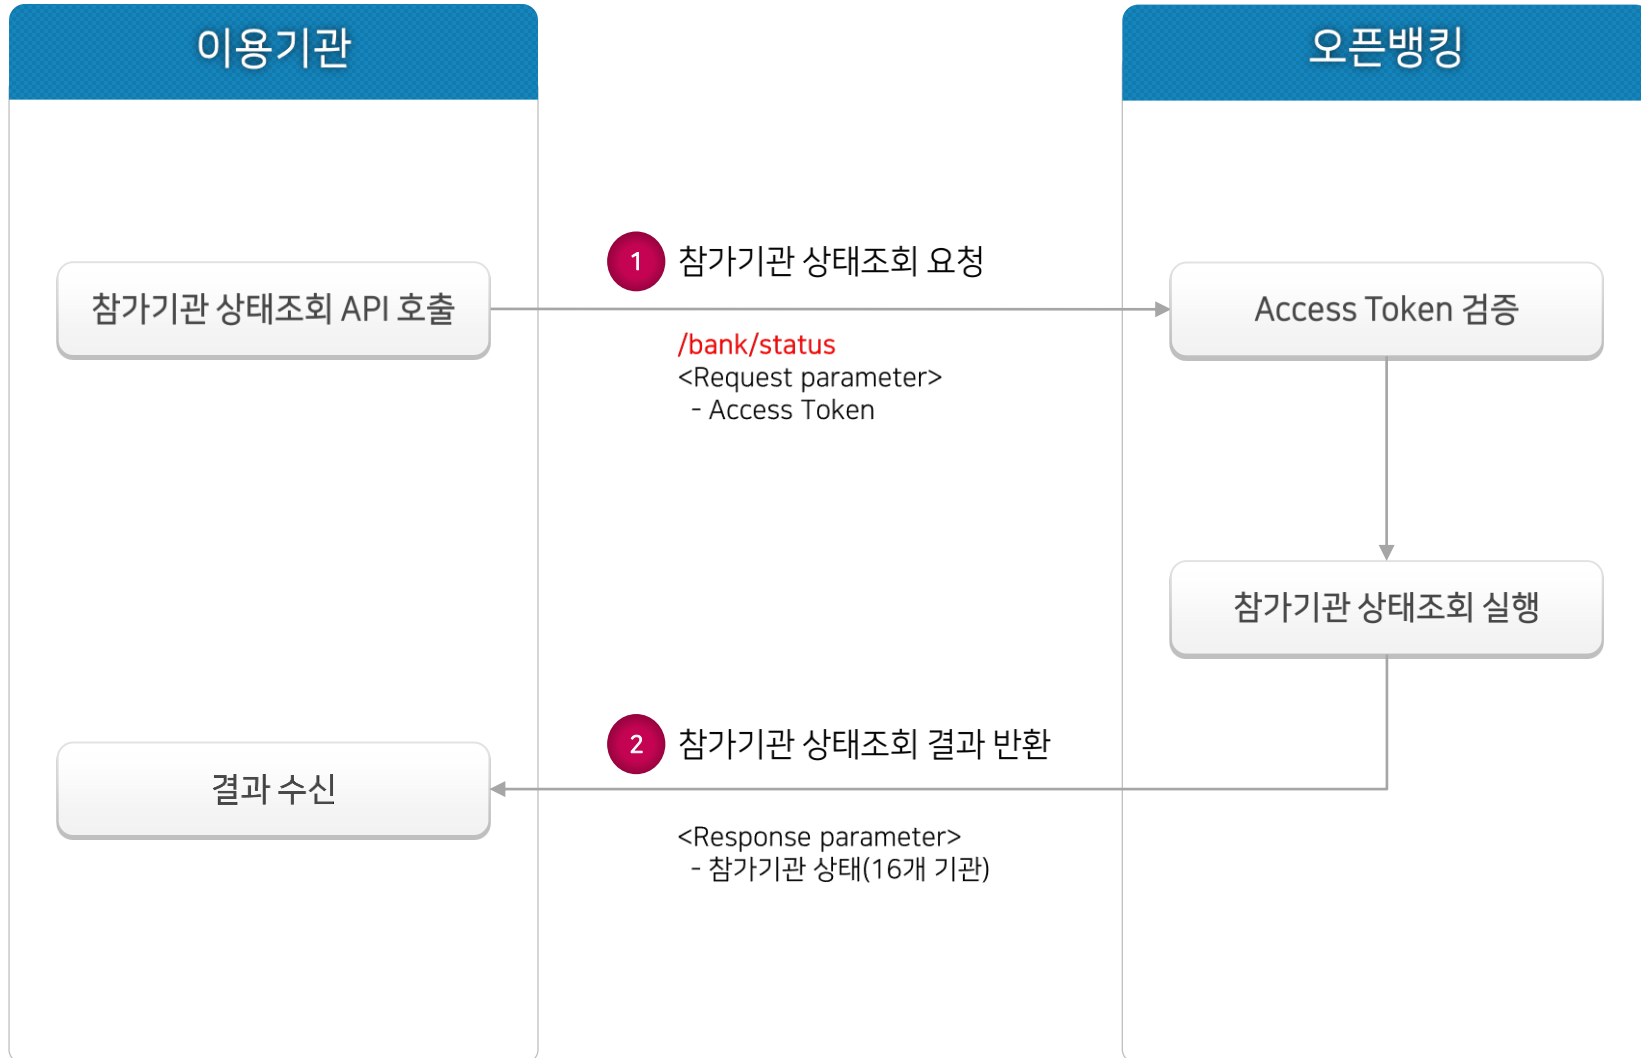 이용기관
오픈뱅킹
1 참가기관 상태조회 요청
참가기관 상태조회 API 호출
Access Token 검증
/bank/status
<Request parameter>
- Access Token
참가기관 상태조회 실행
2 참가기관 상태조회 결과 반환
결과 수신
<Response parameter>
- 참가기관 상태(16개 기관)